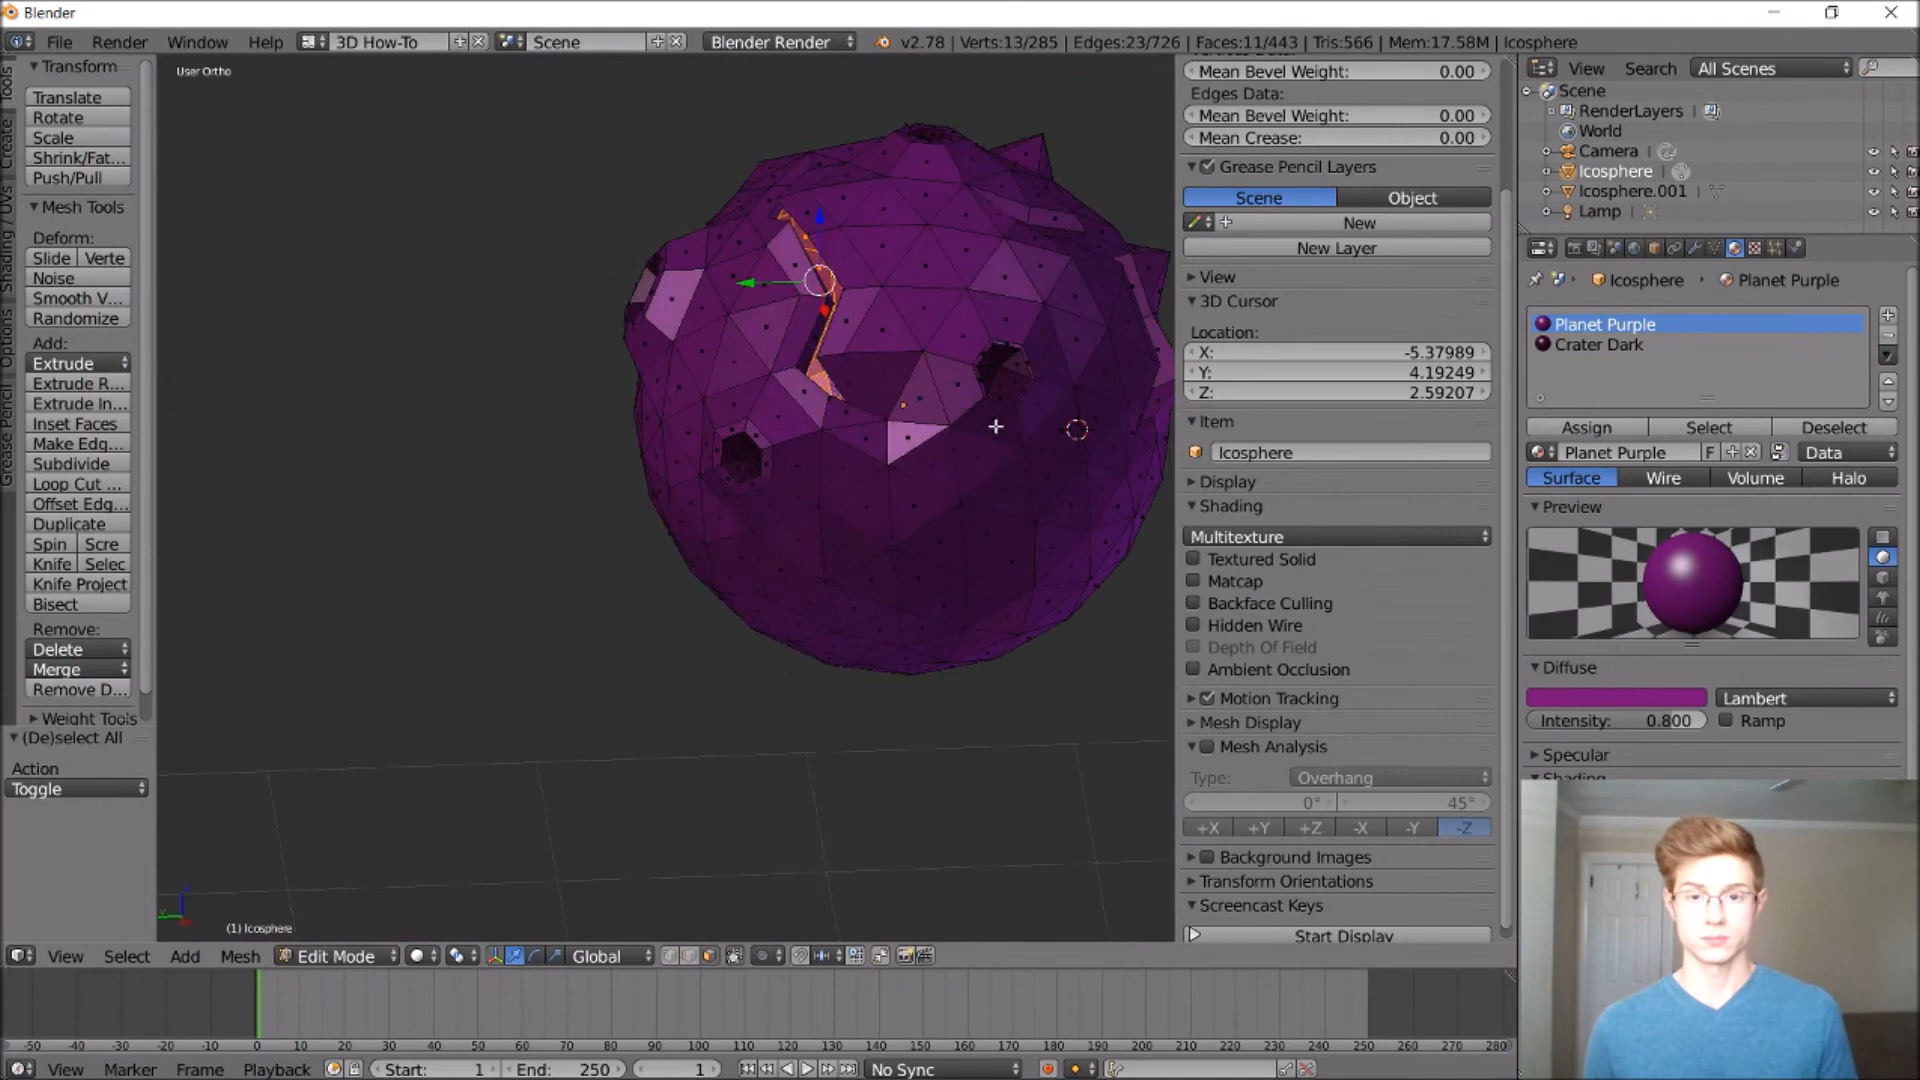 Blender
File Render Window Help 3D How-To Scene Blender Render v2.78 | Verts:13/285 | Edges:23/726 | Faces:11/443 | Tris:566 | Mem:17.58M | Icosphere
Tools
Create
Shading / UVs
Options
Grease Pencil
Transform
Translate
Rotate
Scale
Shrink/Fat...
Push/Pull
Mesh Tools
Deform:
Slide Verte
Noise
Smooth V...
Randomize
Add:
Extrude
Extrude R...
Extrude In...
Inset Faces
Make Edg...
Subdivide
Loop Cut ...
Offset Edg...
Duplicate
Spin Scre
Knife Selec
Knife Project
Bisect
Remove:
Delete
Merge
Remove D...
Weight Tools
(De)select All
Action
Toggle
User Ortho
(1) Icosphere
Mean Bevel Weight: 0.00
Edges Data:
Mean Bevel Weight: 0.00
Mean Crease: 0.00
Grease Pencil Layers
Scene Object
New
New Layer
View
3D Cursor
Location:
X: -5.37989
Y: 4.19249
Z: 2.59207
Item
Icosphere
Display
Shading
Multitexture
Textured Solid
Matcap
Backface Culling
Hidden Wire
Depth Of Field
Ambient Occlusion
Motion Tracking
Mesh Display
Mesh Analysis
Type: Overhang
0° 45°
+X +Y +Z -X -Y -Z
Background Images
Transform Orientations
Screencast Keys
Start Display
View Search All Scenes
Scene
RenderLayers
World
Camera
Icosphere
Icosphere.001
Lamp
Icosphere Planet Purple
Planet Purple
Crater Dark
Assign Select Deselect
Planet Purple F Data
Surface Wire Volume Halo
Preview
Diffuse
Lambert
Intensity: 0.800 Ramp
Specular
Shading
View Select Add Mesh Edit Mode Global
-50 -40 -30 -20 -10 0 10 20 30 40 50 60 70 80 90 100 110 120 130 140 150 160 170 180 190 200 210 220 230 240 250 260 270 280
View Marker Frame Playback Start: 1 End: 250 1 No Sync